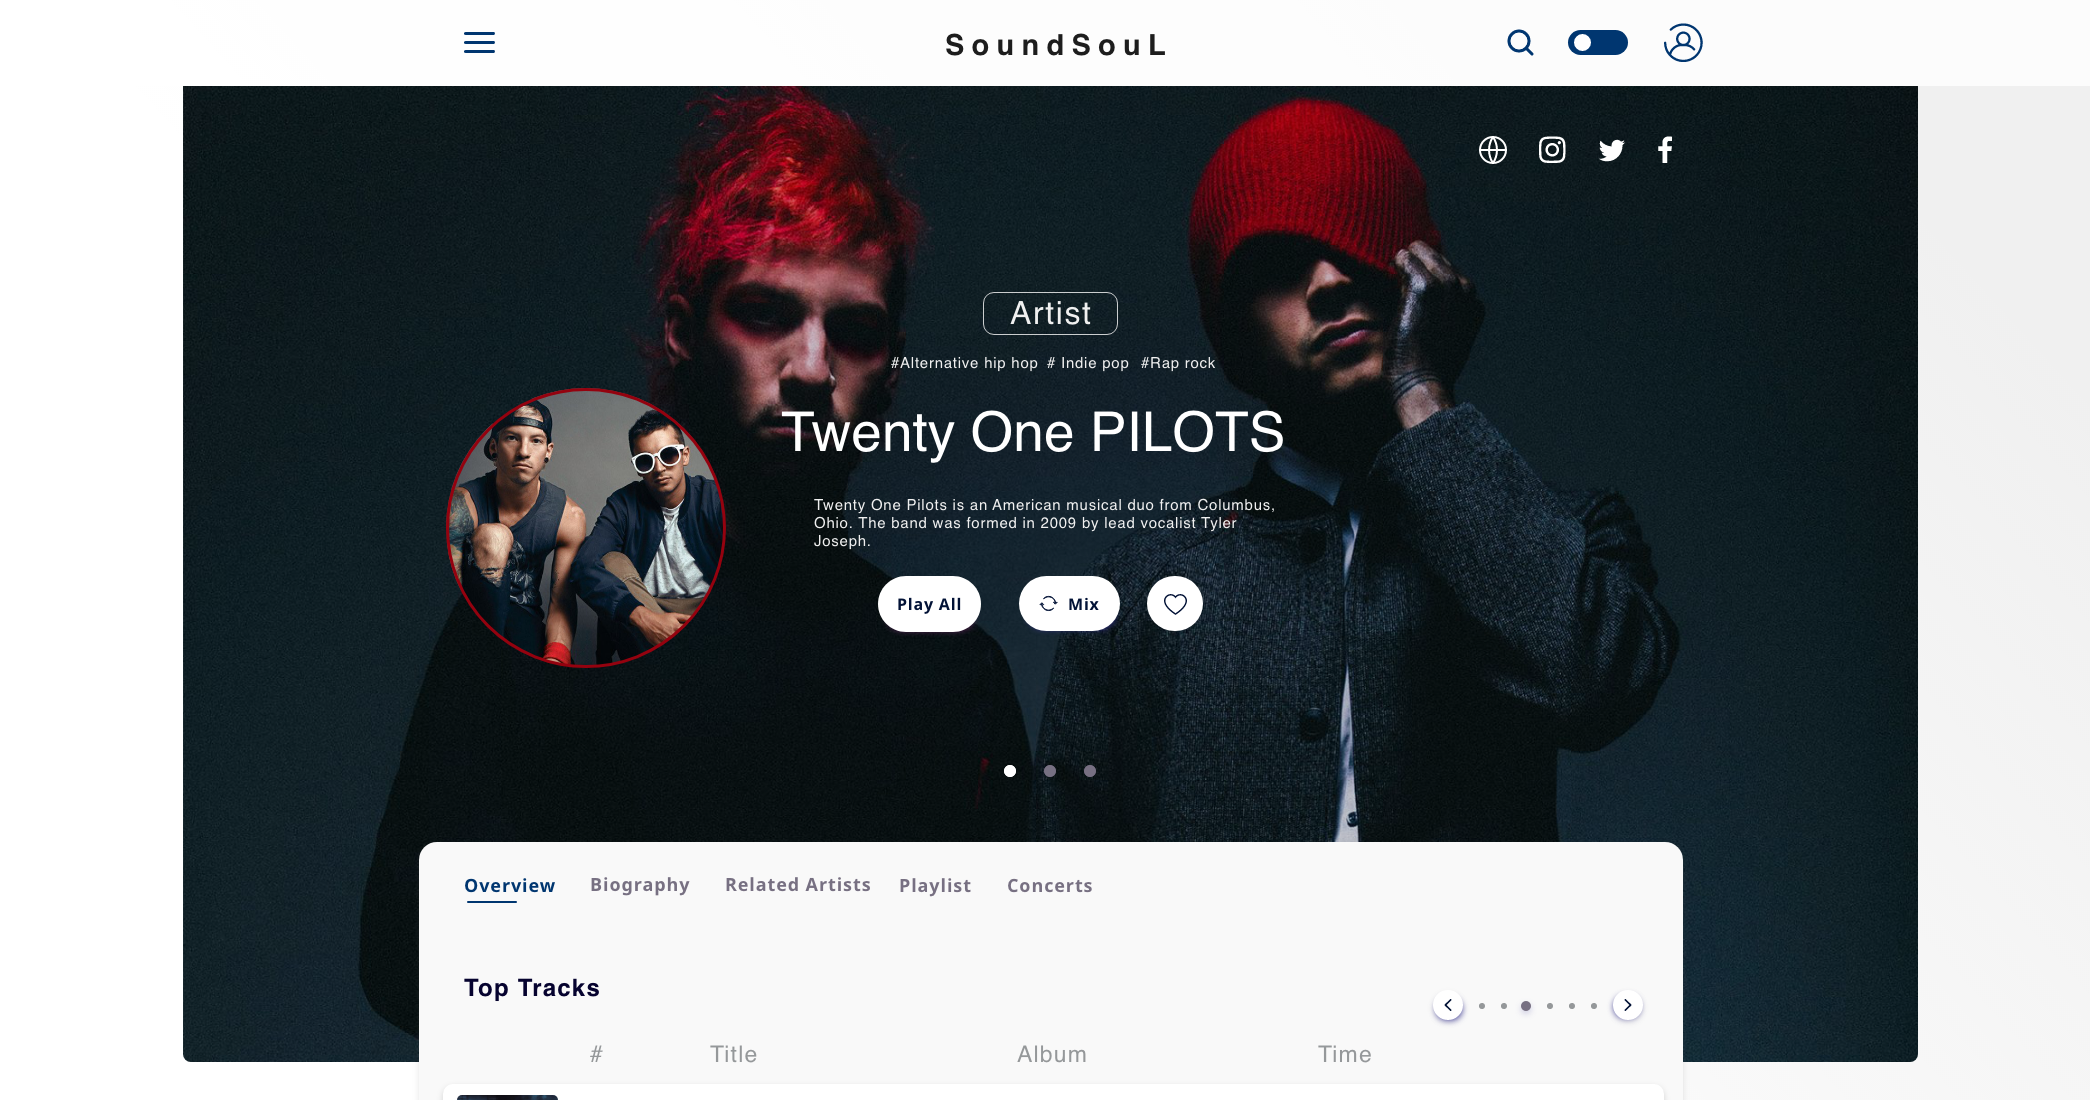 SoundSouL
Artist
#Alternative hip hop # Indie pop #Rap rock
Twenty One PILOTS
Twenty One Pilots is an American musical duo from Columbus,
Ohio. The band was formed in 2009 by lead vocalist Tyler
Joseph.
Play All Mix
Overview Biography Related Artists Playlist Concerts
Top Tracks
# Title Album Time